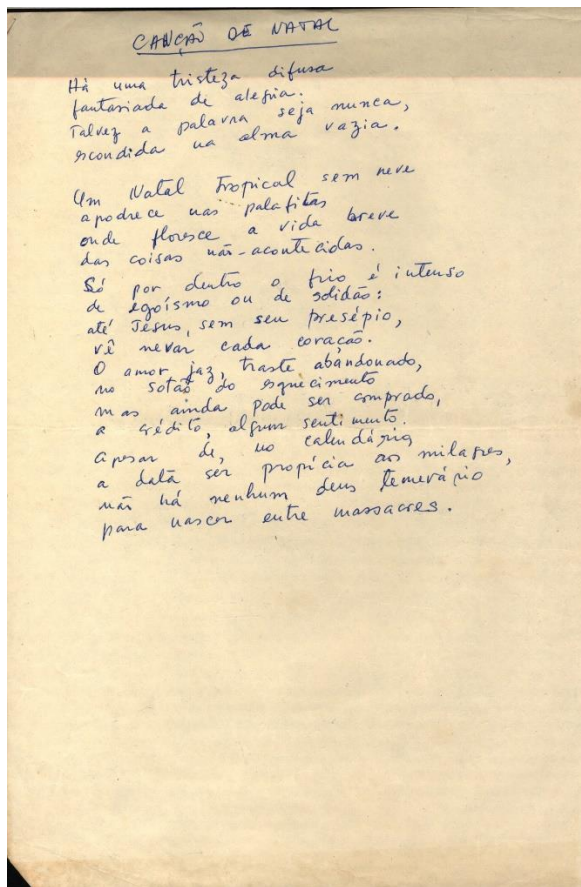 CANÇÃO DE NATAL
Há uma tristeza difusa
fantasiada de alegria.
Talvez a palavra seja nunca,
escondida na alma vazia.
Um Natal Tropical sem neve
apodrece nas palafitas
onde floresce a vida breve
das coisas não-acontecidas.
Só por dentro o frio é intenso
de egoísmo ou de solidão:
até Jesus, sem seu presépio,
vê nevar cada coração.
O amor jaz, traste abandonado,
no sotão do esquecimento
mas ainda pode ser comprado,
a crédito, algum sentimento.
apesar de, no calendário
a data ser propícia aos milagres,
não há nenhum deus temerário
para nascer entre massacres.